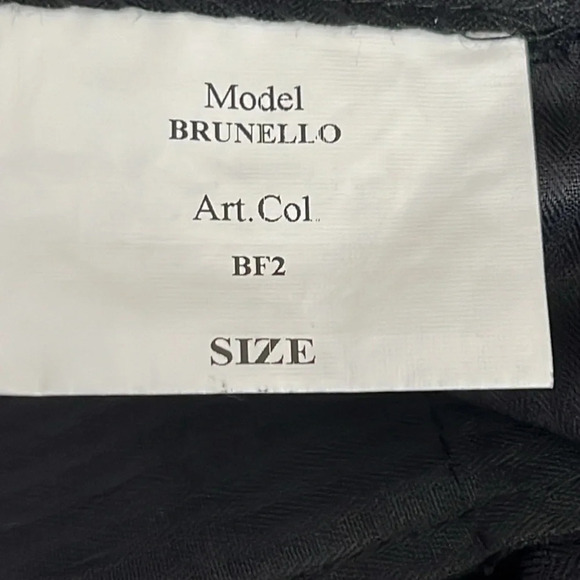 Model
BRUNELLO
Art.Col.
BF2
SIZE